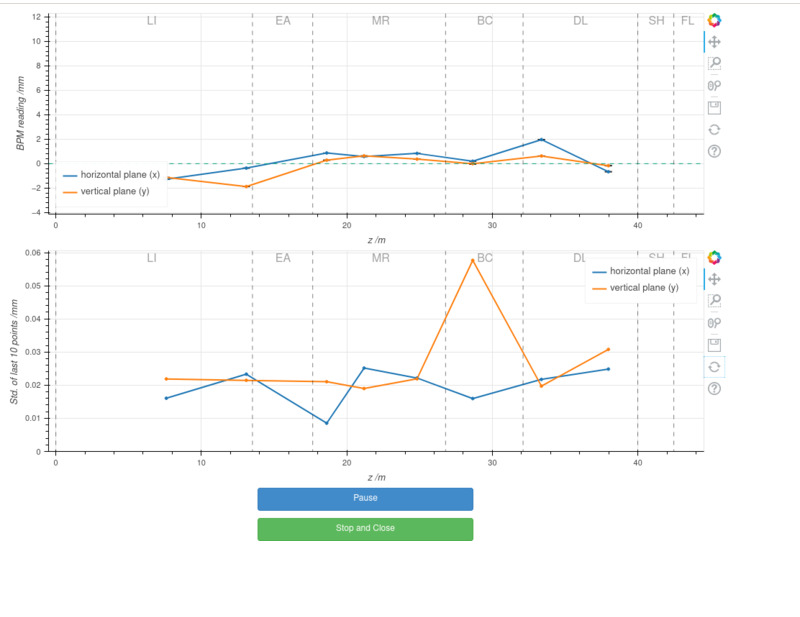 LI EA MR BC DL SH FL
12
10
8
6
4
2
0
−2
−4
BPM reading /mm
horizontal plane (x)
vertical plane (y)
0 10 20 30 40
z /m
LI EA MR BC DL SH FL
0.06
0.05
0.04
0.03
0.02
0.01
0
Std. of last 10 points /mm
horizontal plane (x)
vertical plane (y)
0 10 20 30 40
z /m
Pause
Stop and Close